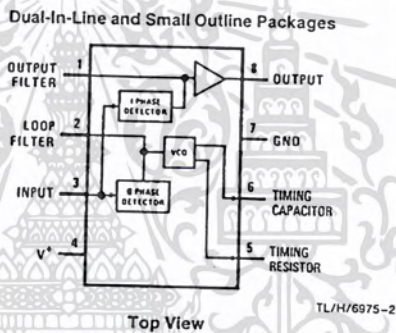 Dual-In-Line and Small Outline Packages
OUTPUT FILTER
1
8
OUTPUT
I PHASE DETECTOR
LOOP FILTER
2
7
GND
VCO
INPUT
3
Q PHASE DETECTOR
6
TIMING CAPACITOR
V+
4
5
TIMING RESISTOR
TL/H/6975-2
Top View